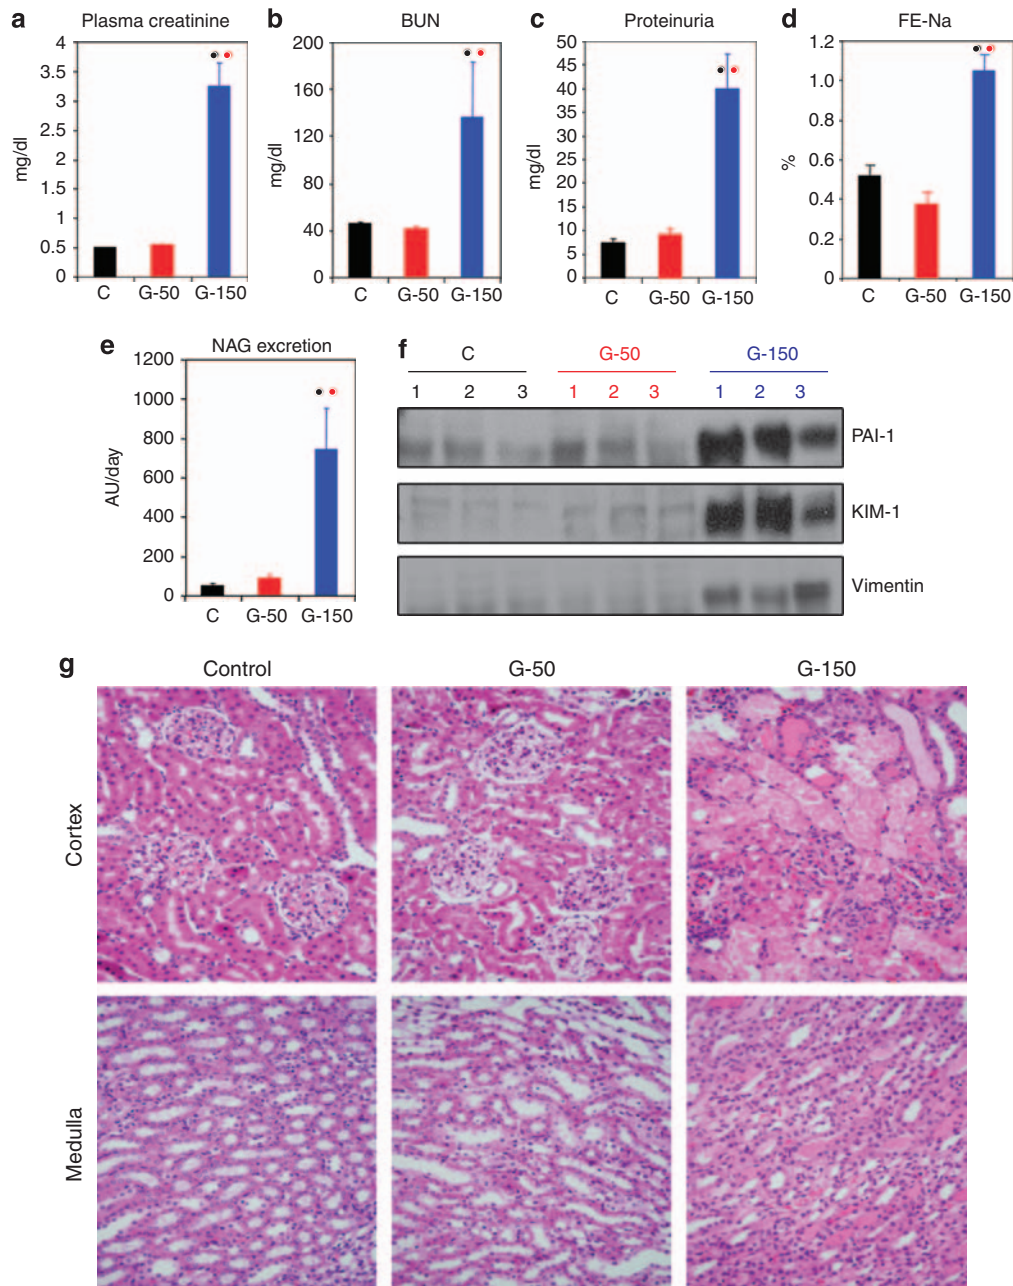 a Plasma creatinine
4
3.5
3
2.5
2
1.5
1
0.5
0
mg/dl
C G-50 G-150
b BUN
200
160
120
80
40
0
mg/dl
C G-50 G-150
c Proteinuria
50
45
40
35
30
25
20
15
10
5
0
mg/dl
C G-50 G-150
d FE-Na
1.2
1.0
0.8
0.6
0.4
0.2
0
%
C G-50 G-150
e NAG excretion
1200
1000
800
600
400
200
0
AU/day
C G-50 G-150
f C G-50 G-150
1 2 3 1 2 3 1 2 3
PAI-1
KIM-1
Vimentin
g Control G-50 G-150
Cortex
Medulla